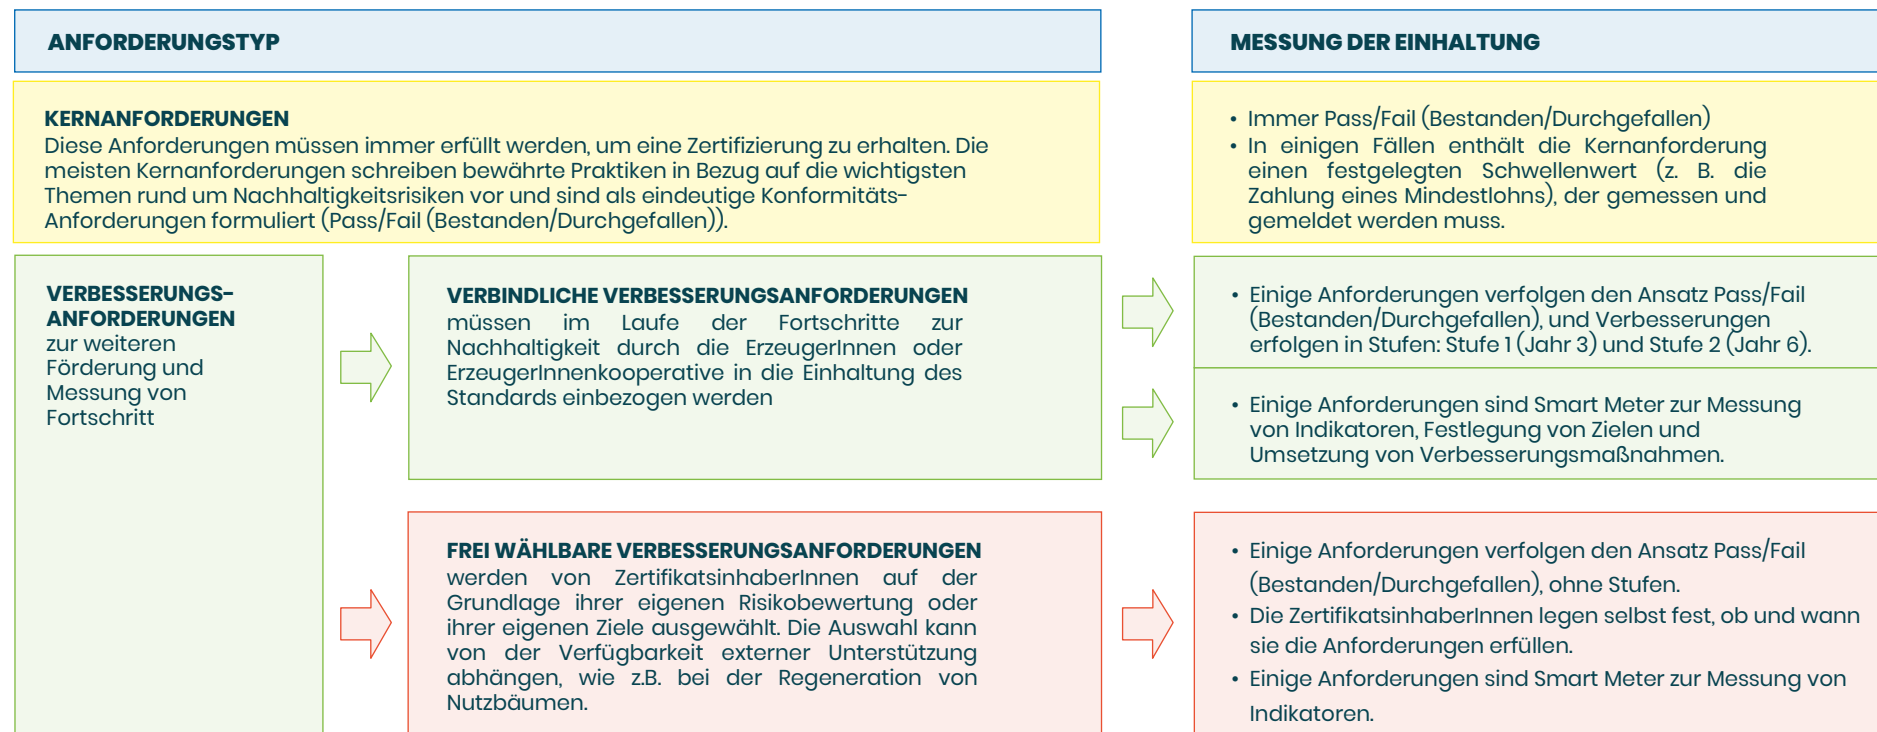 ANFORDERUNGSTYP
MESSUNG DER EINHALTUNG
KERNANFORDERUNGEN
Diese Anforderungen müssen immer erfüllt werden, um eine Zertifizierung zu erhalten. Die
meisten Kernanforderungen schreiben bewährte Praktiken in Bezug auf die wichtigsten
Themen rund um Nachhaltigkeitsrisiken vor und sind als eindeutige Konformitäts-
Anforderungen formuliert (Pass/Fail (Bestanden/Durchgefallen)).
• Immer Pass/Fail (Bestanden/Durchgefallen)
• In einigen Fällen enthält die Kernanforderung
einen festgelegten Schwellenwert (z. B. die
Zahlung eines Mindestlohns), der gemessen und
gemeldet werden muss.
VERBESSERUNGS-
ANFORDERUNGEN
zur weiteren
Förderung und
Messung von
Fortschritt
VERBINDLICHE VERBESSERUNGSANFORDERUNGEN
müssen im Laufe der Fortschritte zur
Nachhaltigkeit durch die ErzeugerInnen oder
ErzeugerInnenkooperative in die Einhaltung des
Standards einbezogen werden
• Einige Anforderungen verfolgen den Ansatz Pass/Fail
(Bestanden/Durchgefallen), und Verbesserungen
erfolgen in Stufen: Stufe 1 (Jahr 3) und Stufe 2 (Jahr 6).
• Einige Anforderungen sind Smart Meter zur Messung
von Indikatoren, Festlegung von Zielen und
Umsetzung von Verbesserungsmaßnahmen.
FREI WÄHLBARE VERBESSERUNGSANFORDERUNGEN
werden von ZertifikatsinhaberInnen auf der
Grundlage ihrer eigenen Risikobewertung oder
ihrer eigenen Ziele ausgewählt. Die Auswahl kann
von der Verfügbarkeit externer Unterstützung
abhängen, wie z.B. bei der Regeneration von
Nutzbäumen.
• Einige Anforderungen verfolgen den Ansatz Pass/Fail
(Bestanden/Durchgefallen), ohne Stufen.
• Die ZertifikatsinhaberInnen legen selbst fest, ob und wann
sie die Anforderungen erfüllen.
• Einige Anforderungen sind Smart Meter zur Messung von
Indikatoren.